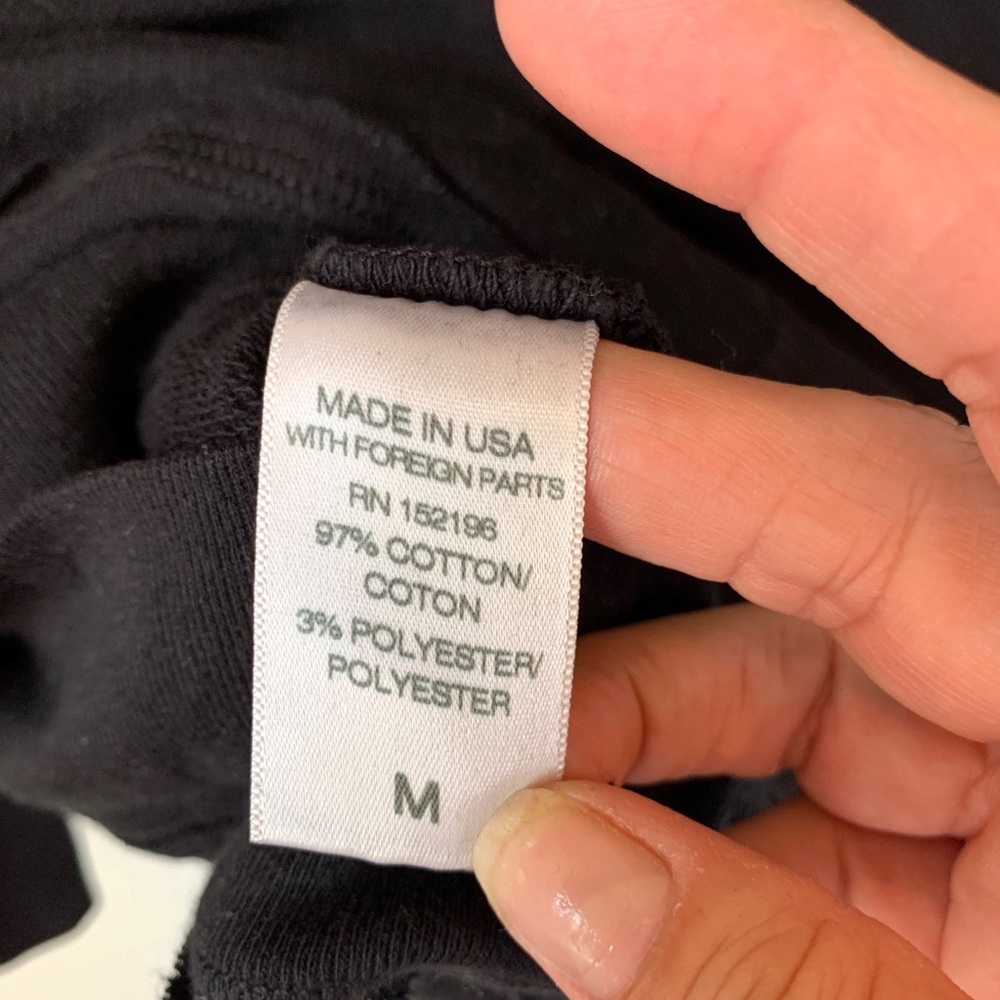 MADE IN USA
WITH FOREIGN PARTS
RN 152196
97% COTTON/
COTON
3% POLYESTER/
POLYESTER
M